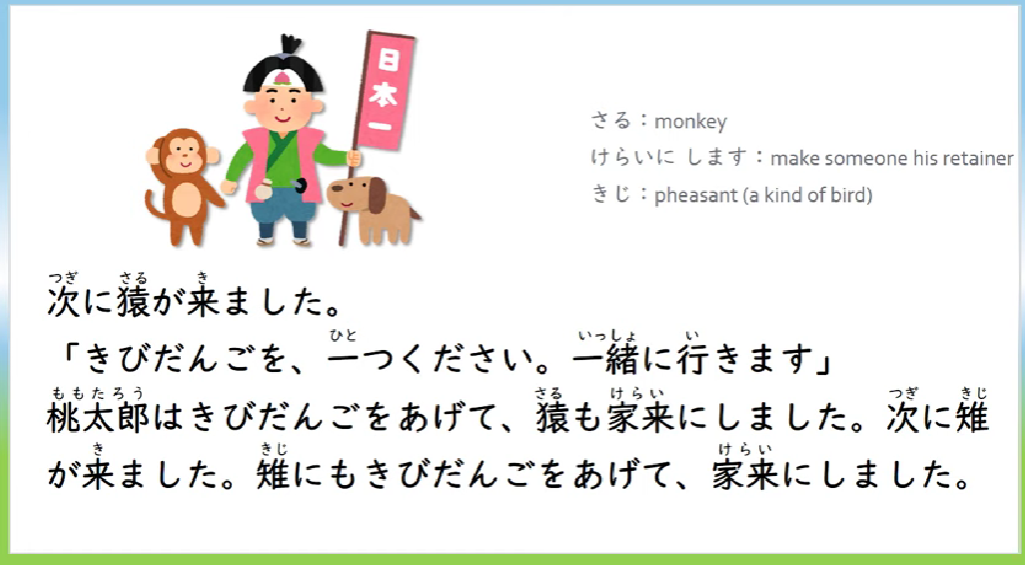 日本一
さる：monkey
けらいに します：make someone his retainer
きじ：pheasant (a kind of bird)
次に猿が来ました。
「きびだんごを、一つください。一緒に行きます」
桃太郎はきびだんごをあげて、猿も家来にしました。次に雉
が来ました。雉にもきびだんごをあげて、家来にしました。